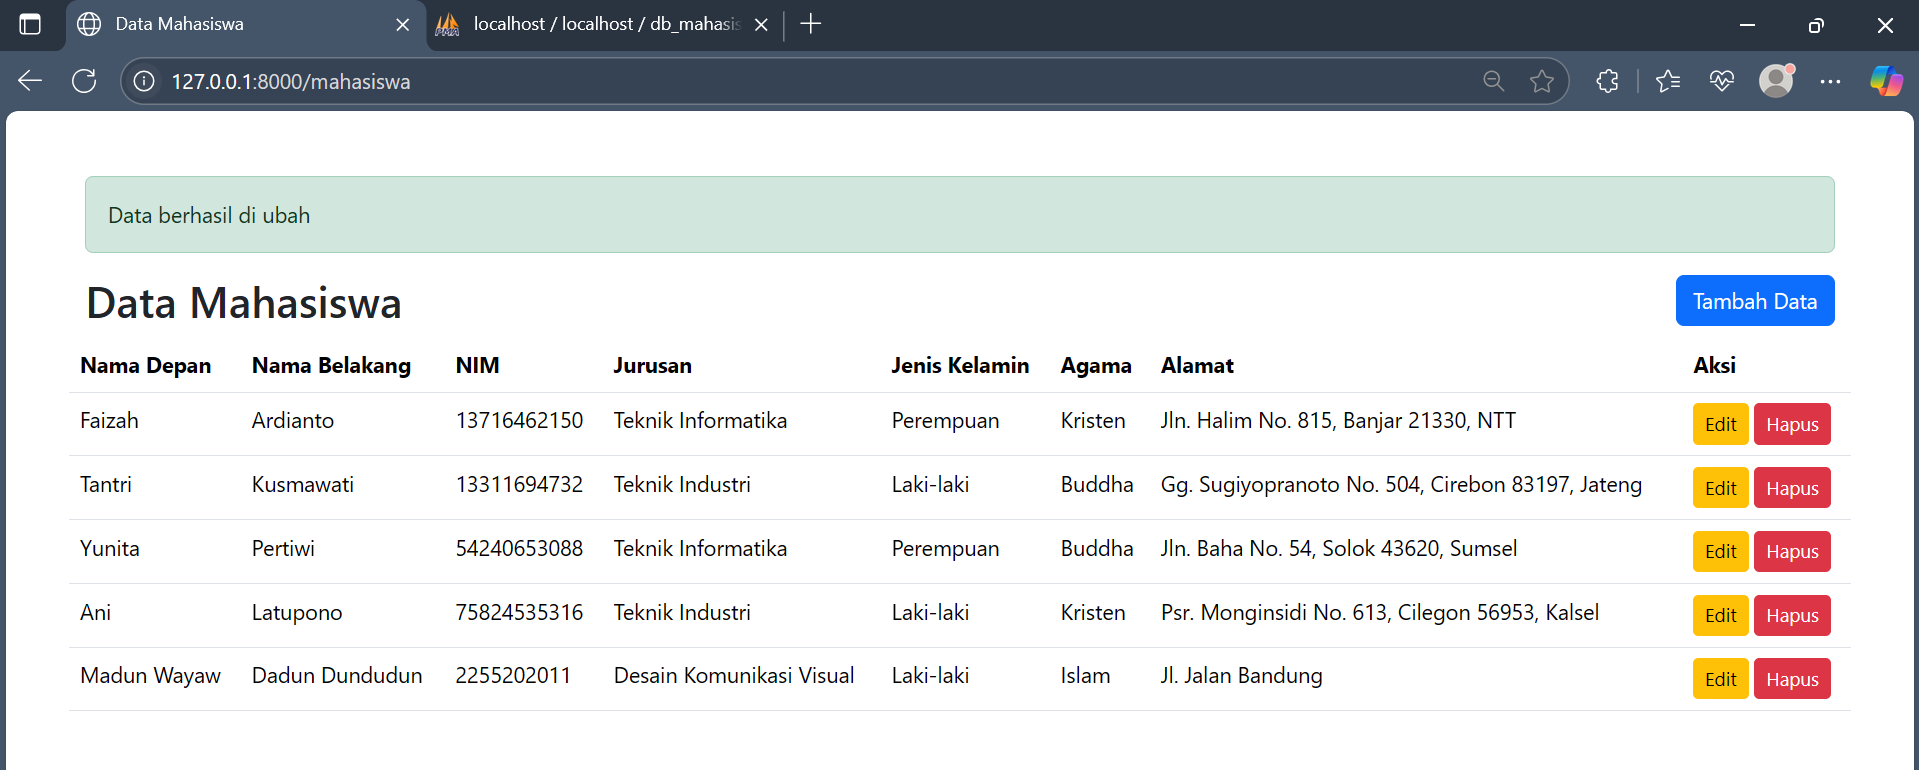 Data Mahasiswa
localhost / localhost / db_mahasis
127.0.0.1:8000/mahasiswa
Data berhasil di ubah
Data Mahasiswa
Tambah Data
Nama Depan Nama Belakang NIM Jurusan Jenis Kelamin Agama Alamat Aksi
Faizah Ardianto 13716462150 Teknik Informatika Perempuan Kristen Jln. Halim No. 815, Banjar 21330, NTT Edit Hapus
Tantri Kusmawati 13311694732 Teknik Industri Laki-laki Buddha Gg. Sugiyopranoto No. 504, Cirebon 83197, Jateng Edit Hapus
Yunita Pertiwi 54240653088 Teknik Informatika Perempuan Buddha Jln. Baha No. 54, Solok 43620, Sumsel Edit Hapus
Ani Latupono 75824535316 Teknik Industri Laki-laki Kristen Psr. Monginsidi No. 613, Cilegon 56953, Kalsel Edit Hapus
Madun Wayaw Dadun Dundudun 2255202011 Desain Komunikasi Visual Laki-laki Islam Jl. Jalan Bandung Edit Hapus